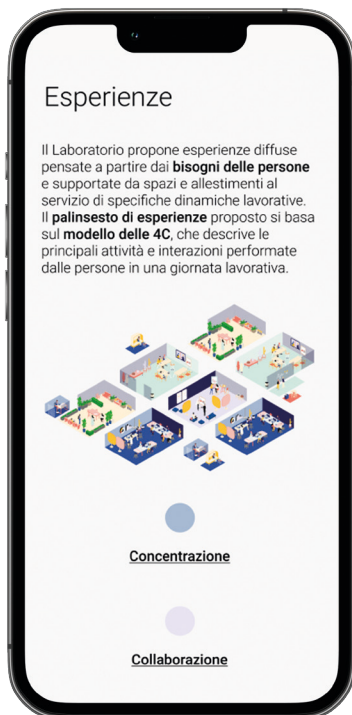 Esperienze
Il Laboratorio propone esperienze diffuse
pensate a partire dai bisogni delle persone
e supportate da spazi e allestimenti al
servizio di specifiche dinamiche lavorative.
Il palinsesto di esperienze proposto si basa
sul modello delle 4C, che descrive le
principali attività e interazioni performate
dalle persone in una giornata lavorativa.
Concentrazione
Collaborazione